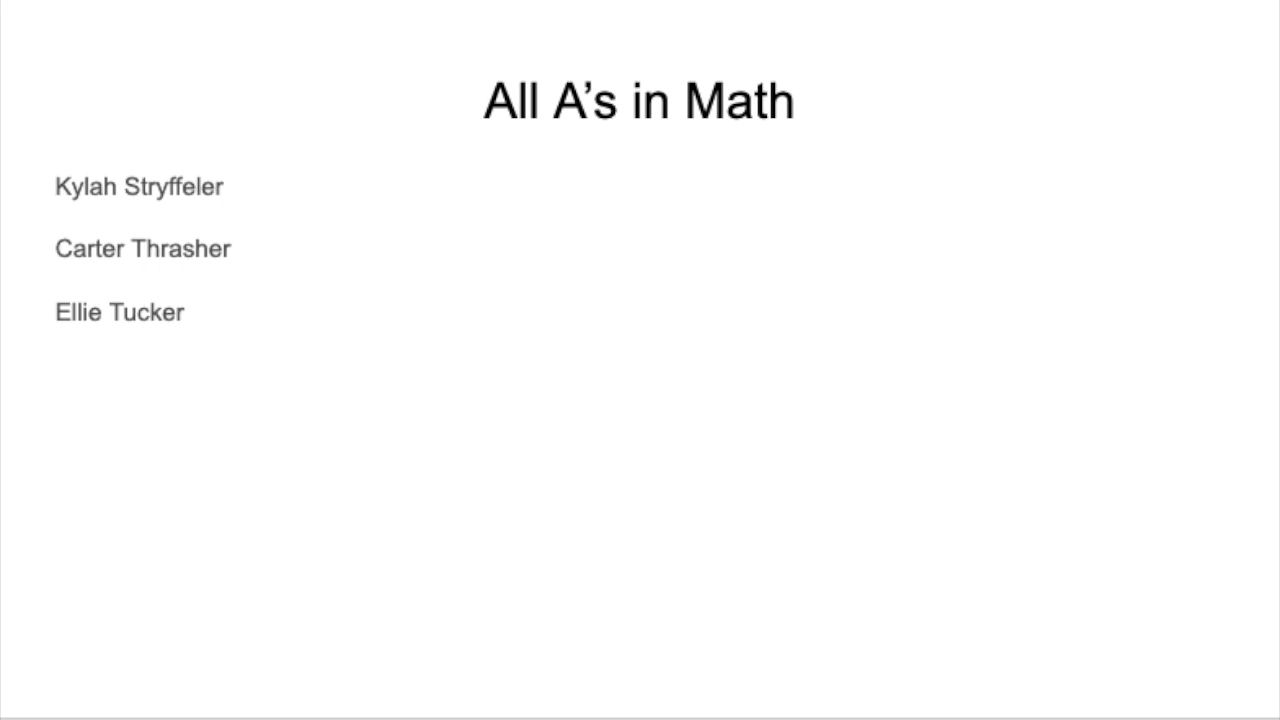 All A’s in Math
Kylah Stryffeler
Carter Thrasher
Ellie Tucker